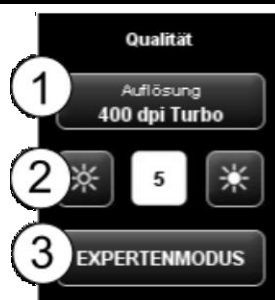 Qualität
1
Auflösung
400 dpi Turbo
2
5
3
EXPERTENMODUS